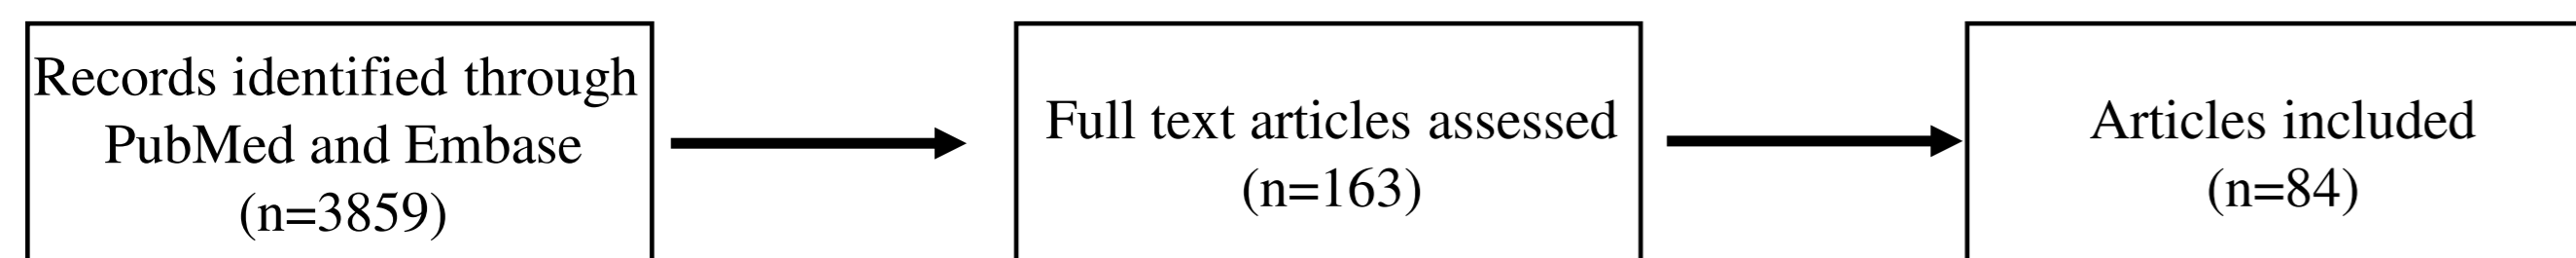 Records identified through
PubMed and Embase
(n=3859)
Full text articles assessed
(n=163)
Articles included
(n=84)